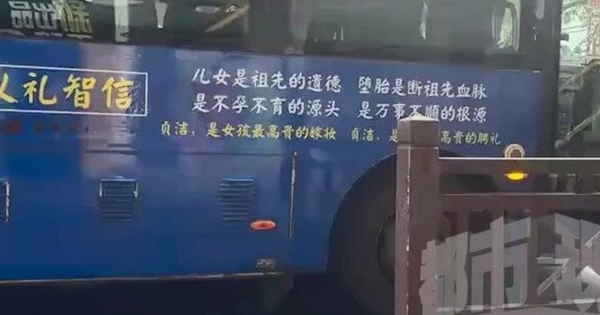 礼智信
儿女是祖先的遗德 堕胎是断祖先血脉
是不孕不育的源头 是万事不顺的根源
贞洁，是女孩最高贵的嫁妆 贞洁，是 高贵的聘礼
都市